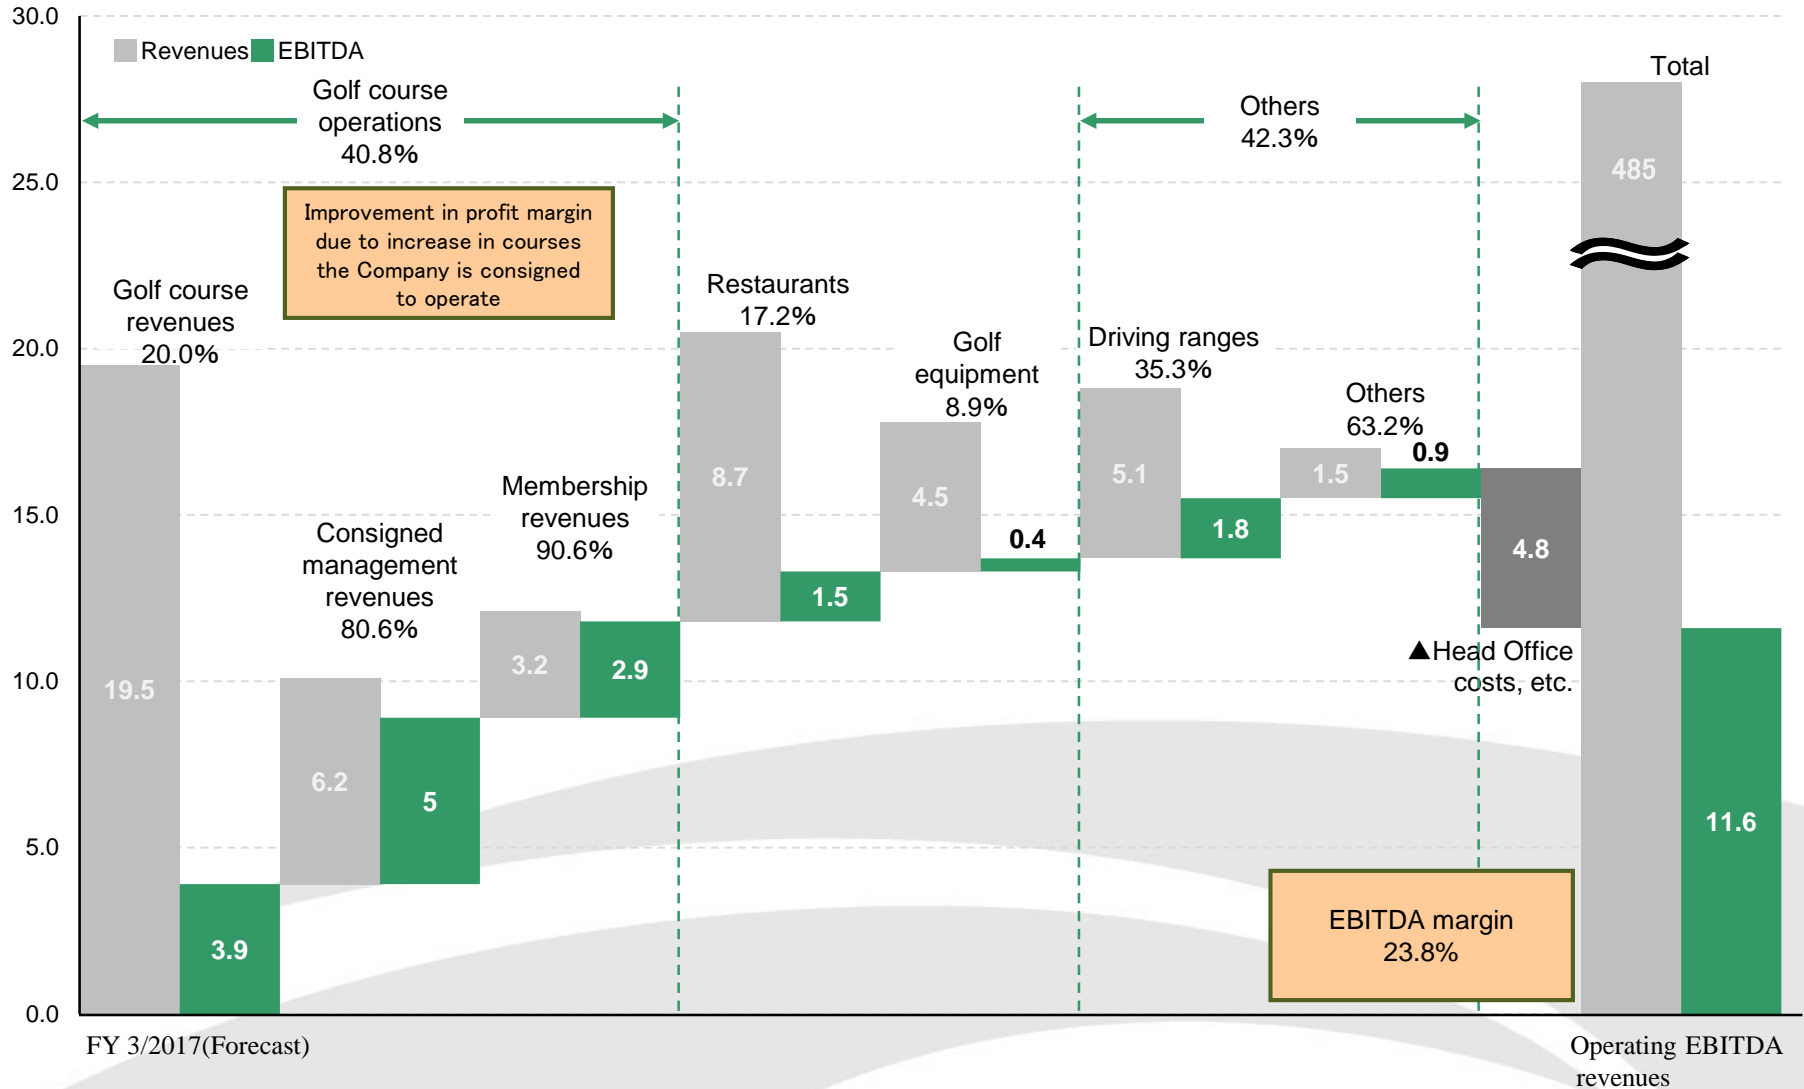 30.0
25.0
20.0
15.0
10.0
5.0
0.0
Revenues
EBITDA
Golf course
operations
40.8%
Improvement in profit margin
due to increase in courses
the Company is consigned
to operate
Golf course
revenues
20.0%
19.5
3.9
Consigned
management
revenues
80.6%
6.2
5
Membership
revenues
90.6%
3.2
2.9
Restaurants
17.2%
8.7
1.5
Golf
equipment
8.9%
4.5
0.4
Others
42.3%
Driving ranges
35.3%
5.1
1.8
Others
63.2%
1.5
0.9
4.8
▲Head Office
costs, etc.
Total
485
11.6
EBITDA margin
23.8%
FY 3/2017(Forecast)
Operating EBITDA
revenues